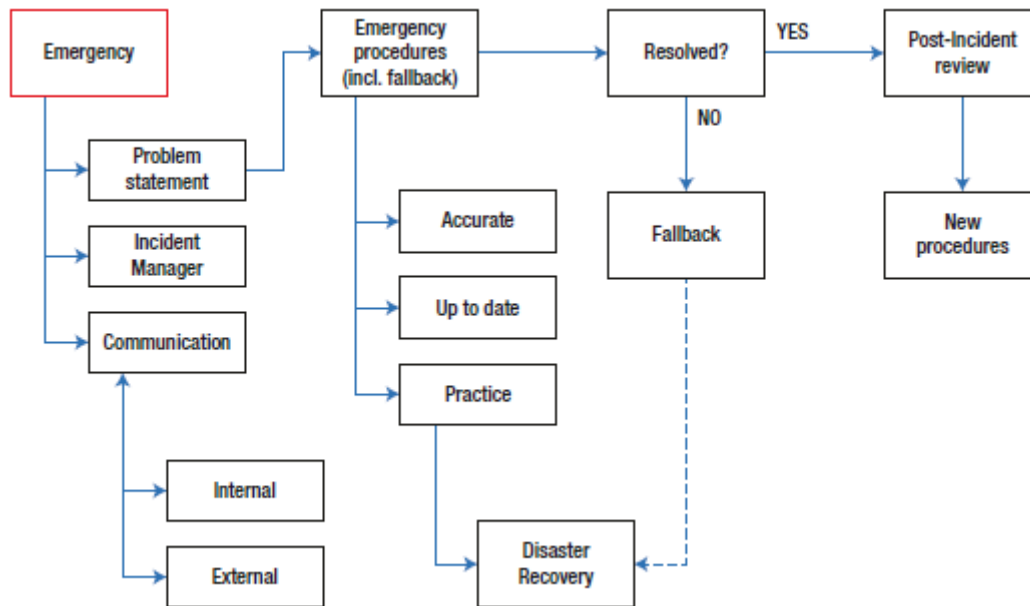 Emergency
Emergency
procedures
(incl. fallback)
Resolved?
YES
Post-Incident
review
NO
Problem
statement
Accurate
Fallback
New
procedures
Incident
Manager
Up to date
Communication
Practice
Internal
External
Disaster
Recovery